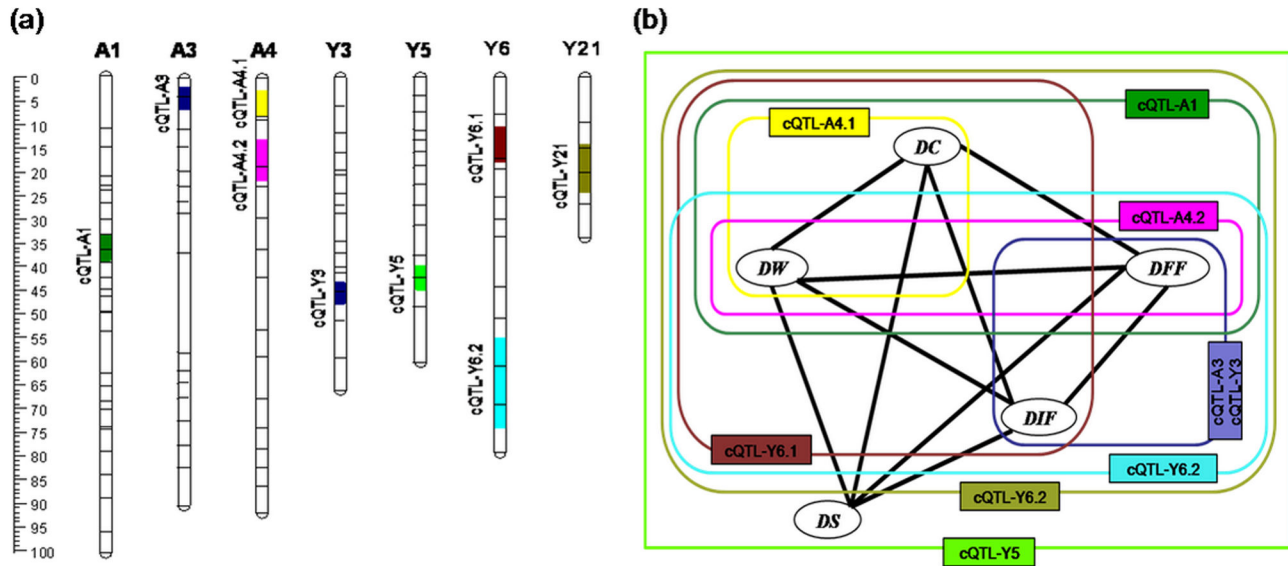 (a)
A1 A3 A4 Y3 Y5 Y6 Y21
0
5
10
15
20
25
30
35
40
45
50
55
60
65
70
75
80
85
90
95
100
cQTL-A1
cQTL-A3
cQTL-A4.1
cQTL-A4.2
cQTL-Y3
cQTL-Y5
cQTL-Y6.1
cQTL-Y6.2
cQTL-Y21
(b)
cQTL-A1
cQTL-A4.1
DC
cQTL-A4.2
DW
DFF
cQTL-A3
cQTL-Y3
DIF
cQTL-Y6.1
cQTL-Y6.2
cQTL-Y6.2
DS
cQTL-Y5